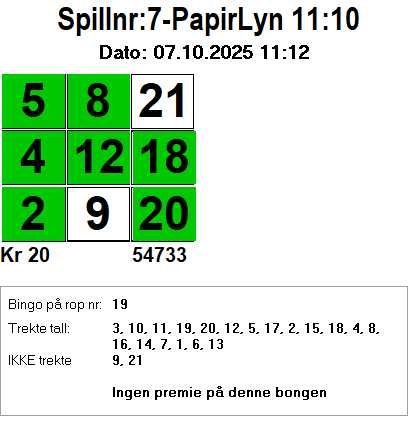 Spillnr:7-PapirLyn 11:10
Dato: 07.10.2025 11:12
5 8 21
4 12 18
2 9 20
Kr 20 54733
Bingo på rop nr: 19
Trekte tall: 3, 10, 11, 19, 20, 12, 5, 17, 2, 15, 18, 4, 8,
16, 14, 7, 1, 6, 13
IKKE trekte 9, 21
Ingen premie på denne bongen